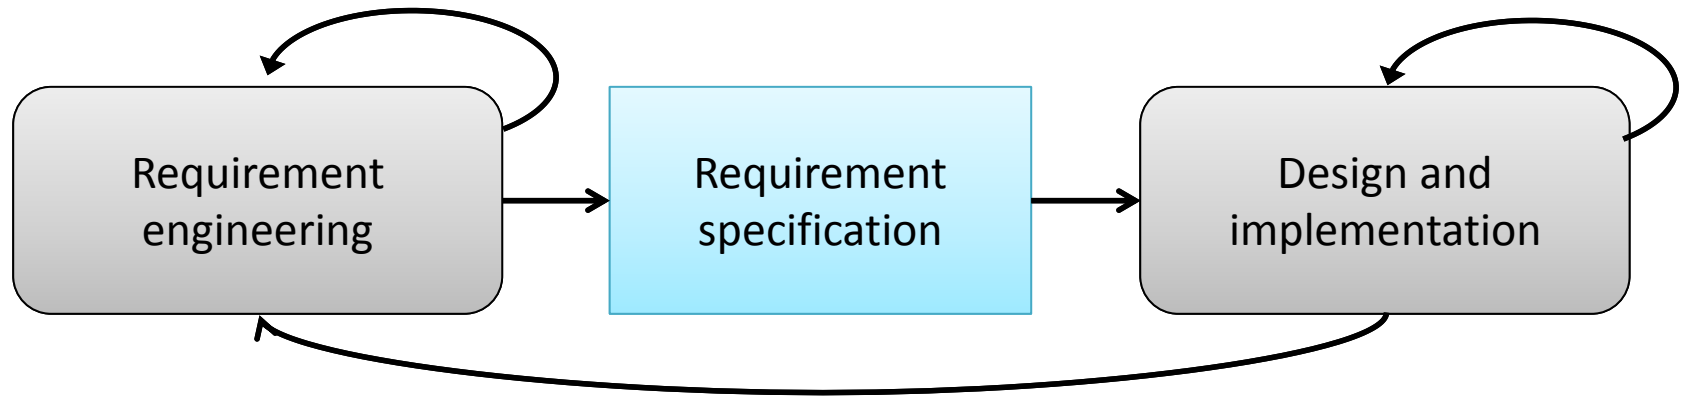 Requirement
engineering
Requirement
specification
Design and
implementation